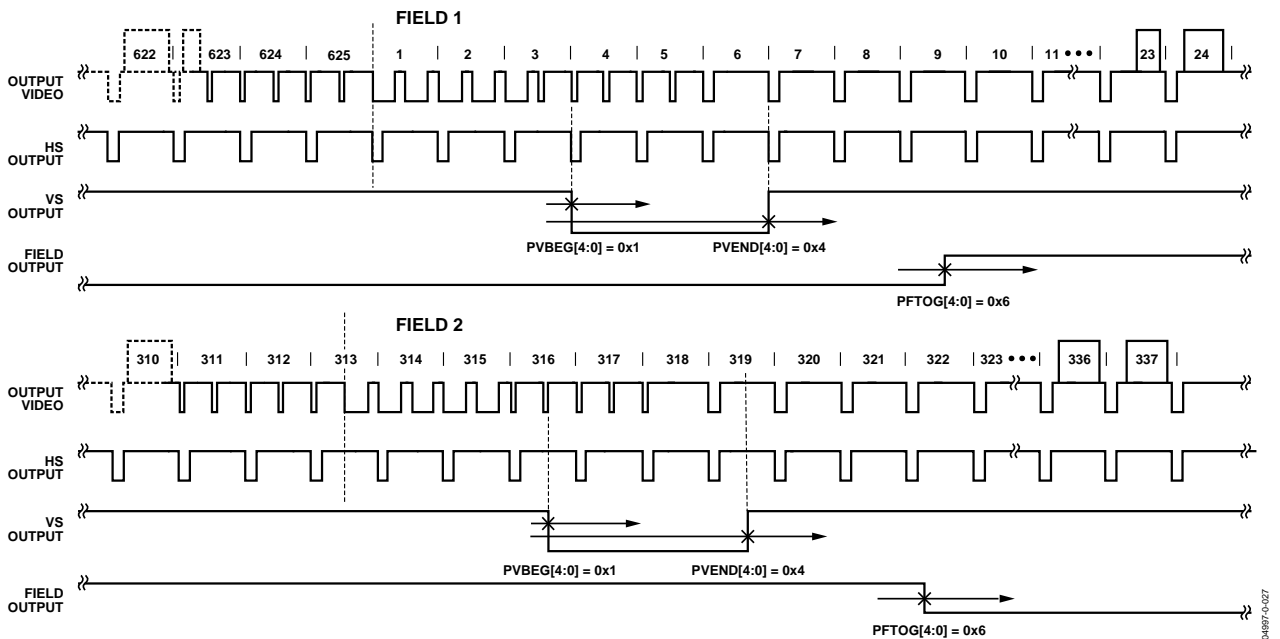 FIELD 1
622 623 624 625 1 2 3 4 5 6 7 8 9 10 11 ••• 23 24
OUTPUT
VIDEO
HS
OUTPUT
VS
OUTPUT
PVBEG[4:0] = 0x1 PVEND[4:0] = 0x4
FIELD
OUTPUT
PFTOG[4:0] = 0x6
FIELD 2
310 311 312 313 314 315 316 317 318 319 320 321 322 323 ••• 336 337
OUTPUT
VIDEO
HS
OUTPUT
VS
OUTPUT
PVBEG[4:0] = 0x1 PVEND[4:0] = 0x4
FIELD
OUTPUT
PFTOG[4:0] = 0x6
04997-0-027